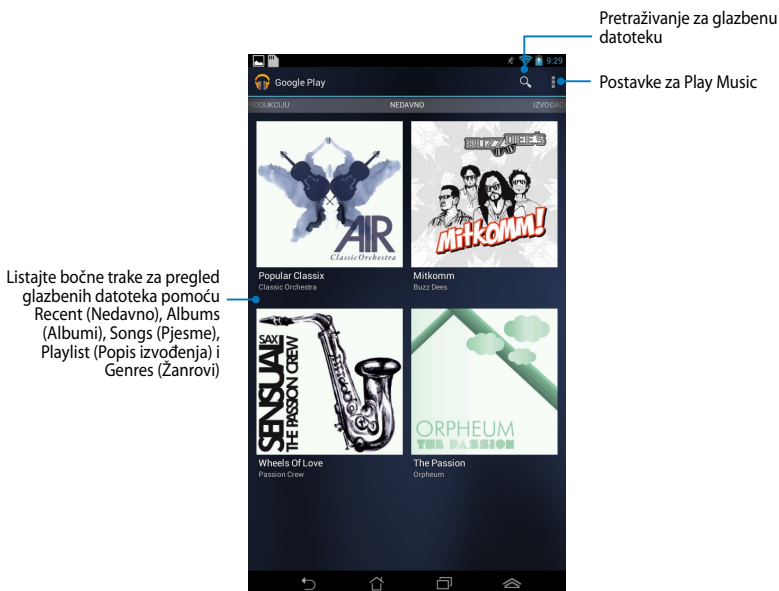 Pretraživanje za glazbenu
datoteku
9:29
Google Play
Postavke za Play Music
RODUKCIJU NEDAVNO IZVOĐAČ
BUZZ DEE'S
AIR
Classic Orchestra
Mitkomm!
Popular Classix
Classic Orchestra
Mitkomm
Buzz Dees
Listajte bočne trake za pregled
glazbenih datoteka pomoću
Recent (Nedavno), Albums
(Albumi), Songs (Pjesme),
Playlist (Popis izvođenja) i
Genres (Žanrovi)
SENSUAL SAX
THE PASSION CREW
ORPHEUM
THE PASSION
Wheels Of Love
Passion Crew
The Passion
Orpheum